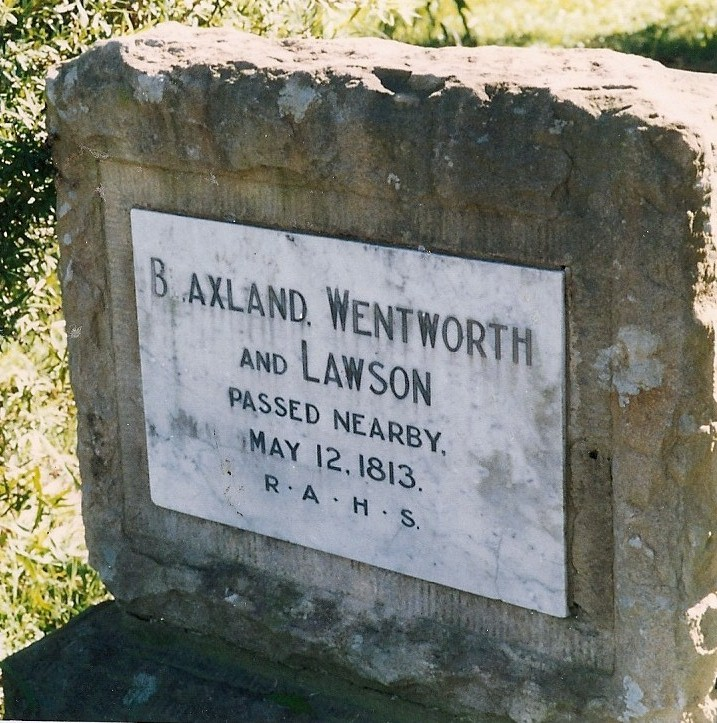 B AXLAND, WENTWORTH
AND LAWSON
PASSED NEARBY,
MAY 12, 1813.
R·A·H·S.